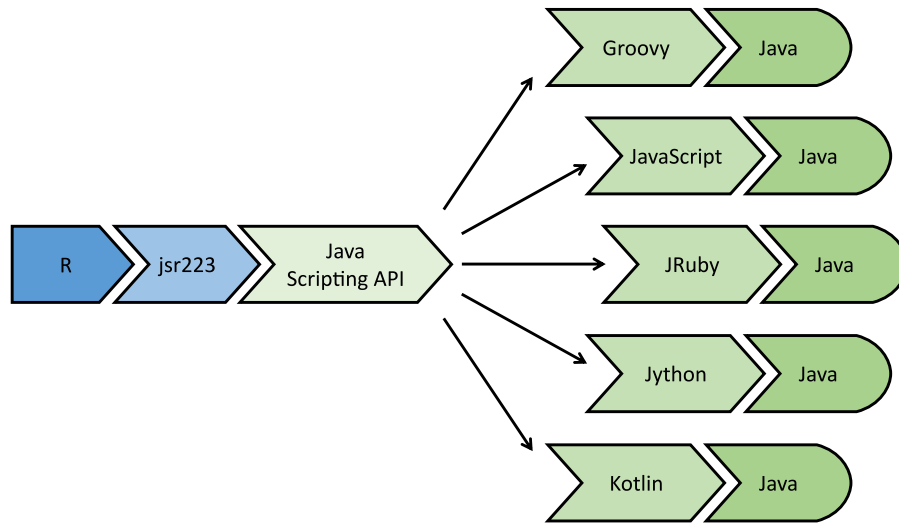 Groovy
Java
JavaScript
Java
R
jsr223
Java
Scripting API
JRuby
Java
Jython
Java
Kotlin
Java